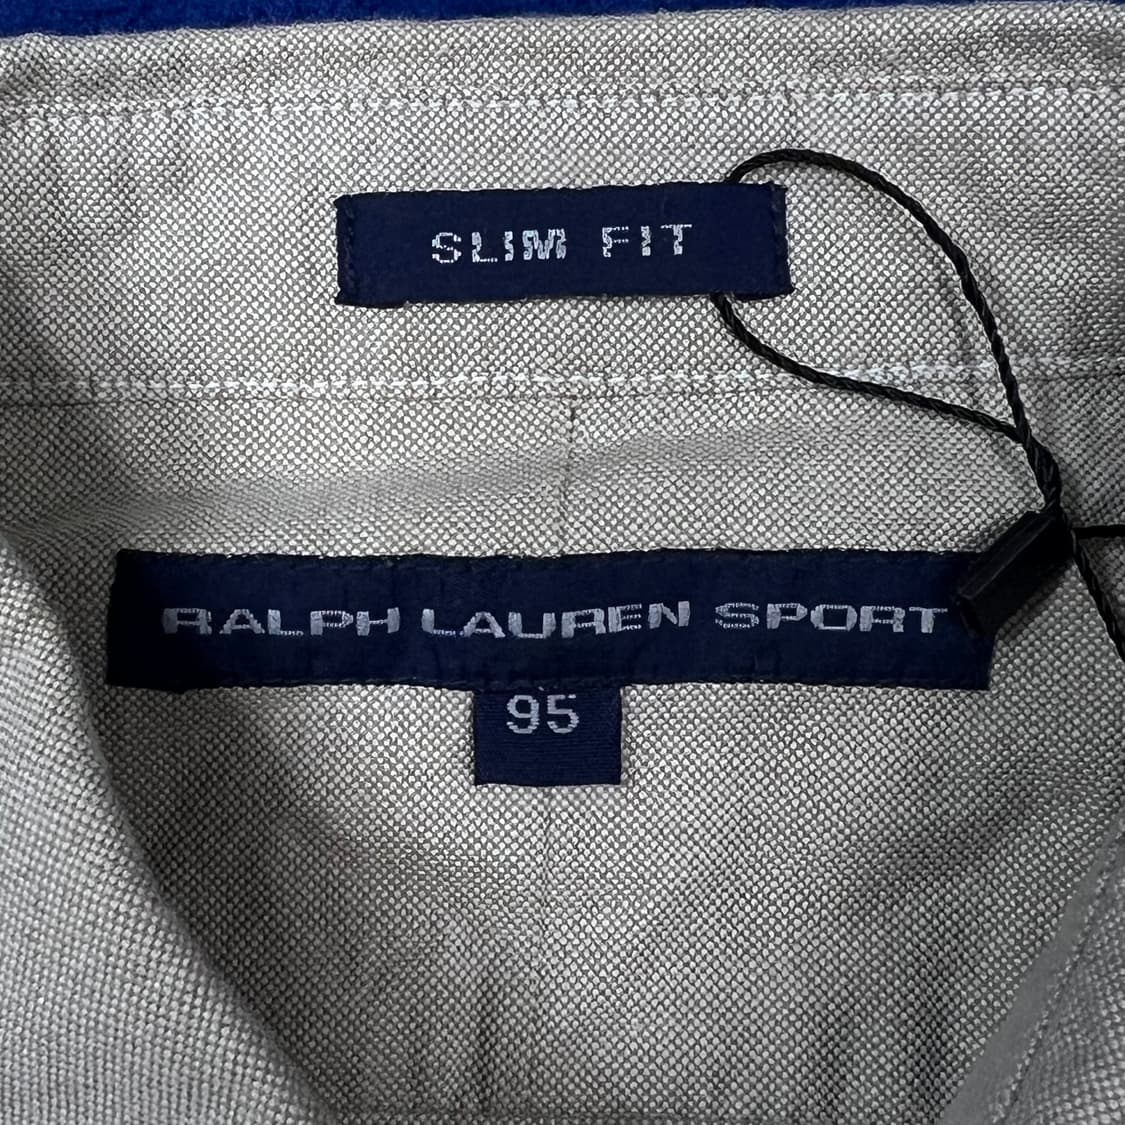 SLIM FIT
RALPH LAUREN SPORT
95